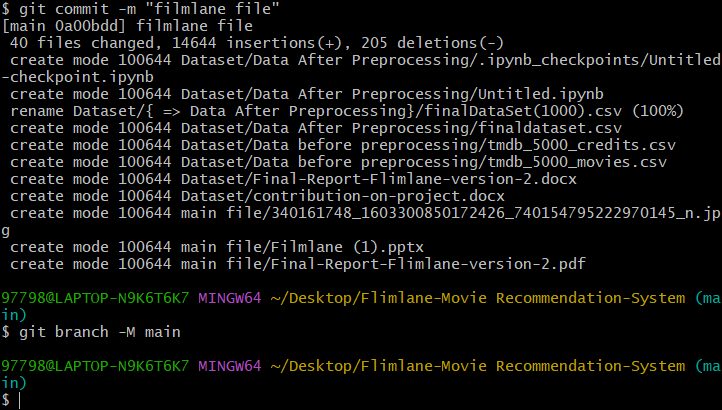 $ git commit -m "filmlane file"
[main 0a00bdd] filmlane file
 40 files changed, 14644 insertions(+), 205 deletions(-)
 create mode 100644 Dataset/Data After Preprocessing/.ipynb_checkpoints/Untitled
-checkpoint.ipynb
 create mode 100644 Dataset/Data After Preprocessing/Untitled.ipynb
 rename Dataset/{ => Data After Preprocessing}/finalDataSet(1000).csv (100%)
 create mode 100644 Dataset/Data After Preprocessing/finaldataset.csv
 create mode 100644 Dataset/Data before preprocessing/tmdb_5000_credits.csv
 create mode 100644 Dataset/Data before preprocessing/tmdb_5000_movies.csv
 create mode 100644 Dataset/Final-Report-Flimlane-version-2.docx
 create mode 100644 Dataset/contribution-on-project.docx
 create mode 100644 main file/340161748_1603300850172426_740154795222970145_n.jp
g
 create mode 100644 main file/Filmlane (1).pptx
 create mode 100644 main file/Final-Report-Flimlane-version-2.pdf
97798@LAPTOP-N9K6T6K7 MINGW64 ~/Desktop/Flimlane-Movie Recommendation-System (ma
in)
$ git branch -M main
97798@LAPTOP-N9K6T6K7 MINGW64 ~/Desktop/Flimlane-Movie Recommendation-System (ma
in)
$